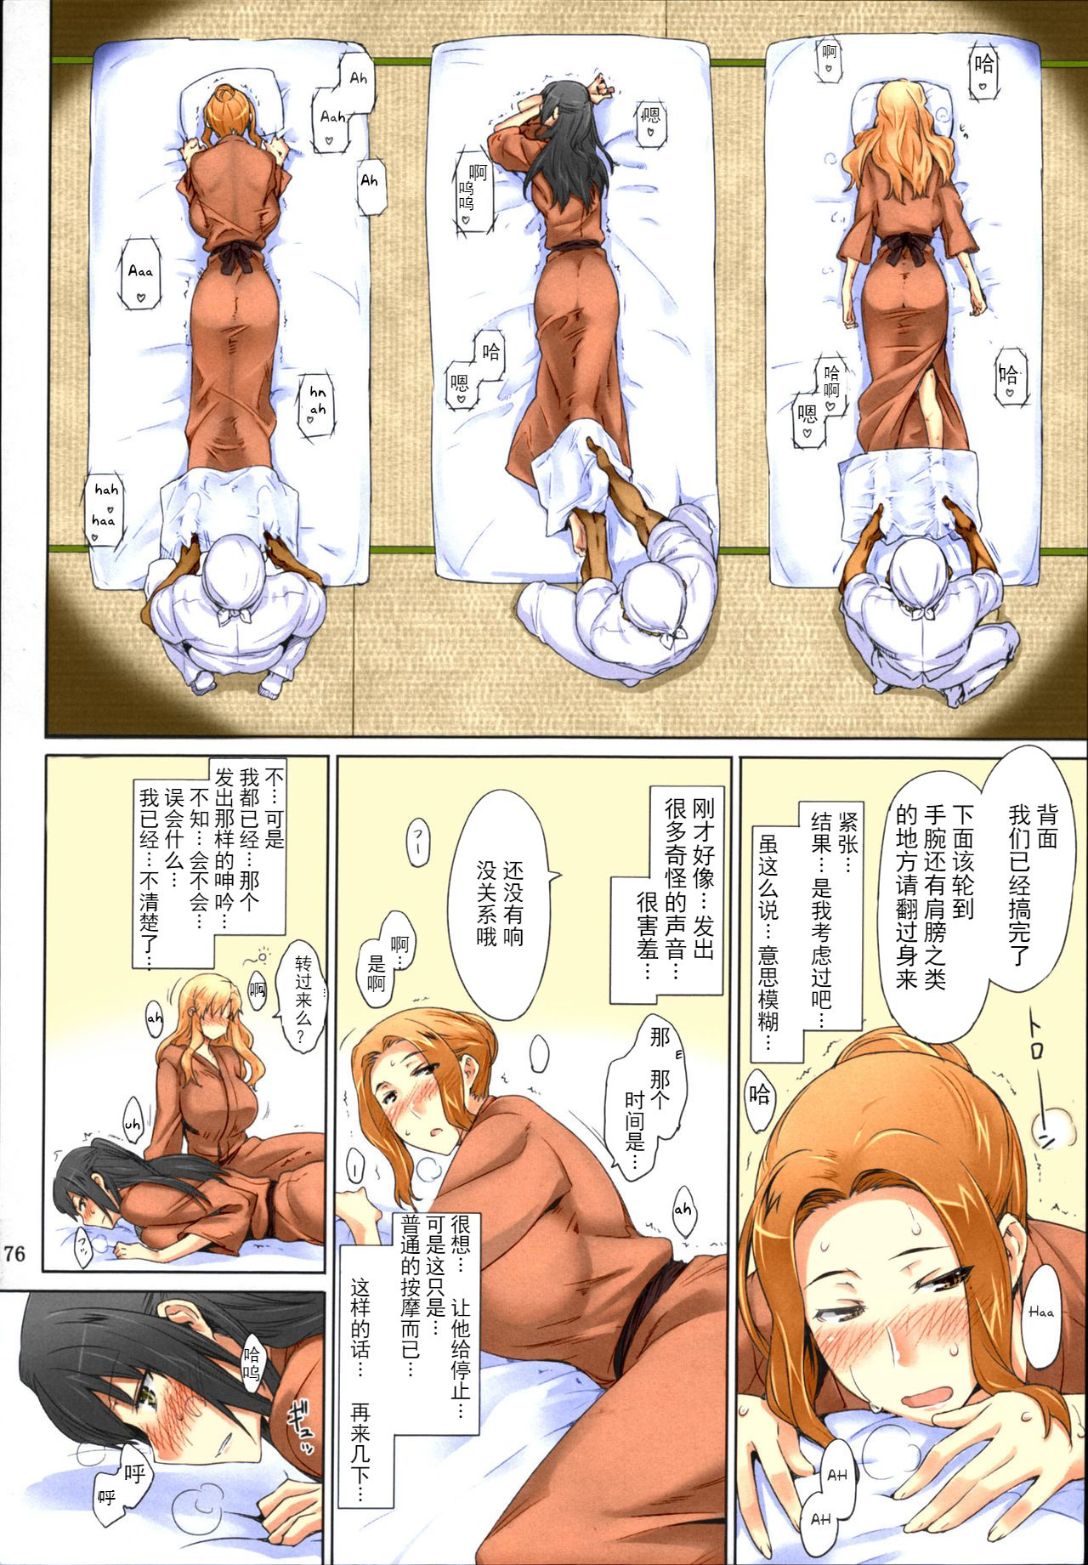 哈
♡
啊
♡
哈
♡
哈
啊
♡
嗯
♡
嗯
♡
啊
呜
呜
♡
哈
♡
嗯
♡
Ah
Aah
♡
Ah
Aaa
♡
hn
ah
♡
hah
♡
haa
♡
背面
我们已经搞完了
下面该轮到
手腕还有肩膀之类
的地方请翻过身来
紧张…
结果…是我考虑过吧…
虽这么说…意思模糊…
トロ
哈
Haa
AH
AH
刚才好像…发出
很多奇怪的声音…
很害羞…
还没有响
没关系哦
那 那个
时间是…
啊…
是啊
ah
很想… 让他给停止…
可是这只是…
普通的按摩而已…
这样的话… 再来几下…
不…可是
我都已经…那个
发出那样的呻吟…
不知…会不会…
误会什么…
我已经…不清楚了…
转过来么?
啊
ah
uh
哈
呜
ギュッ
呼
呼
76